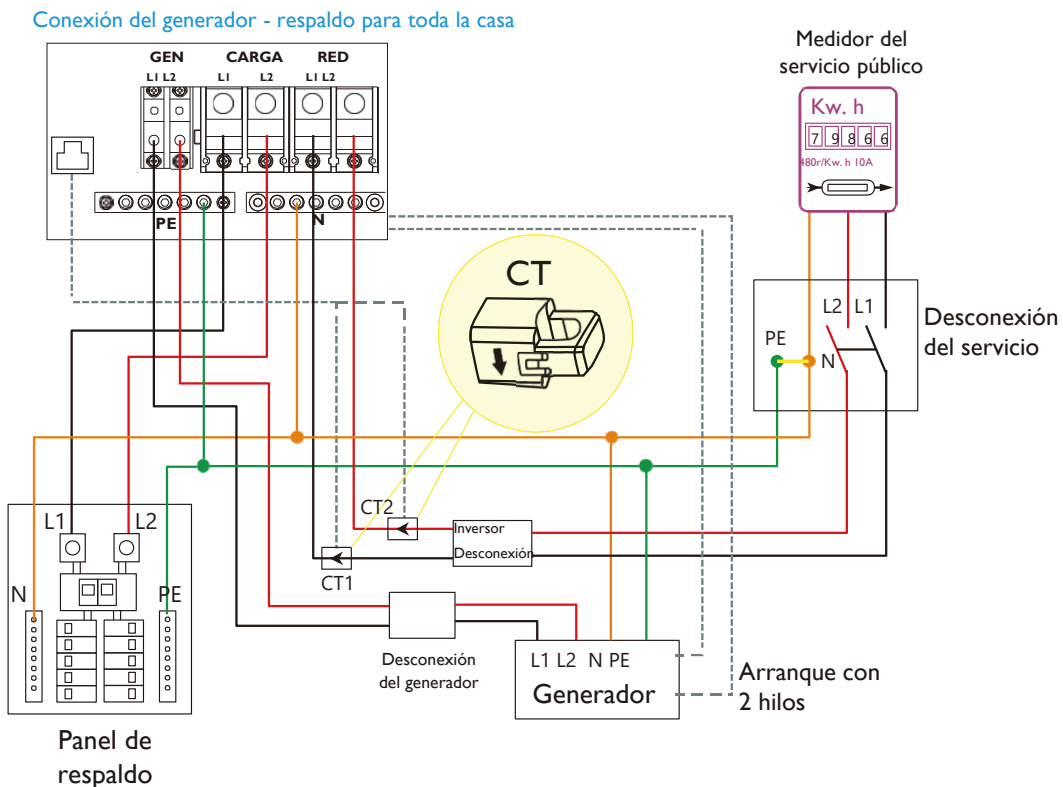 Conexión del generador - respaldo para toda la casa
GEN CARGA RED
L1 L2 L1 L2 L1 L2
PE N
Medidor del
servicio público
Kw. h
7 9 8 6 6
480r/Kw. h 10A
CT
L2 L1
PE
N
Desconexión
del servicio
CT2
CT1
Inversor
Desconexión
L1 L2
N PE
Panel de
respaldo
Desconexión
del generador
L1 L2 N PE
Generador
Arranque con
2 hilos